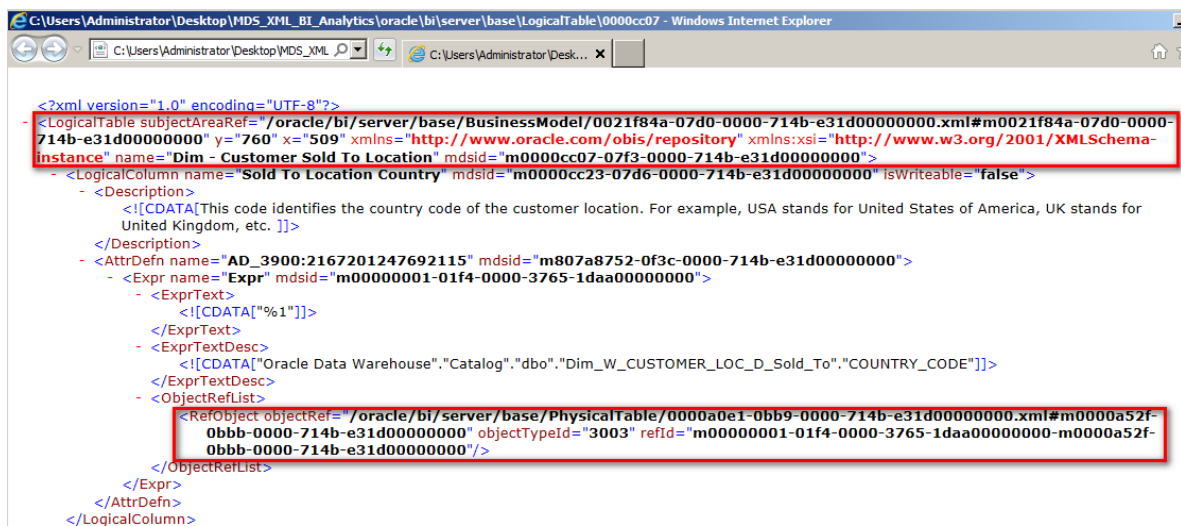 C:\Users\Administrator\Desktop\MDS_XML_BI_Analytics\oracle\bi\server\base\LogicalTable\0000cc07 - Windows Internet Explorer
C:\Users\Administrator\Desktop\MDS_XML
C:\Users\Administrator\Desk...
<?xml version="1.0" encoding="UTF-8"?>
- <LogicalTable subjectAreaRef="/oracle/bi/server/base/BusinessModel/0021f84a-07d0-0000-714b-e31d00000000.xml#m0021f84a-07d0-0000-
714b-e31d00000000" y="760" x="509" xmlns="http://www.oracle.com/obis/repository" xmlns:xsi="http://www.w3.org/2001/XMLSchema-
instance" name="Dim - Customer Sold To Location" mdsid="m0000cc07-07f3-0000-714b-e31d00000000">
- <LogicalColumn name="Sold To Location Country" mdsid="m0000cc23-07d6-0000-714b-e31d00000000" isWriteable="false">
- <Description>
<![CDATA[This code identifies the country code of the customer location. For example, USA stands for United States of America, UK stands for
United Kingdom, etc. ]]>
</Description>
- <AttrDefn name="AD_3900:2167201247692115" mdsid="m807a8752-0f3c-0000-714b-e31d00000000">
- <Expr name="Expr" mdsid="m00000001-01f4-0000-3765-1daa00000000">
- <ExprText>
<![CDATA["%1"]]>
</ExprText>
- <ExprTextDesc>
<![CDATA["Oracle Data Warehouse"."Catalog"."dbo"."Dim_W_CUSTOMER_LOC_D_Sold_To"."COUNTRY_CODE"]]>
</ExprTextDesc>
- <ObjectRefList>
<RefObject objectRef="/oracle/bi/server/base/PhysicalTable/0000a0e1-0bb9-0000-714b-e31d00000000.xml#m0000a52f-
0bbb-0000-714b-e31d00000000" objectTypeId="3003" refId="m00000001-01f4-0000-3765-1daa00000000-m0000a52f-
0bbb-0000-714b-e31d00000000"/>
</ObjectRefList>
</Expr>
</AttrDefn>
</LogicalColumn>